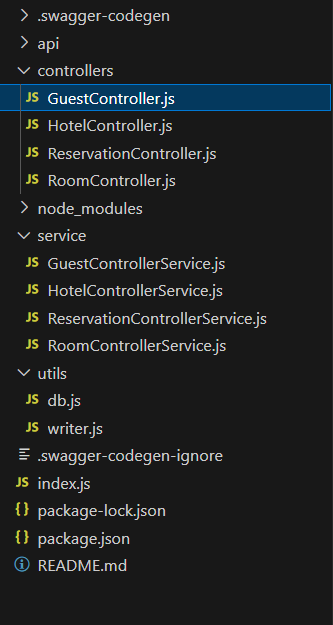 .swagger-codegen
api
controllers
JS GuestController.js
JS HotelController.js
JS ReservationController.js
JS RoomController.js
node_modules
service
JS GuestControllerService.js
JS HotelControllerService.js
JS ReservationControllerService.js
JS RoomControllerService.js
utils
JS db.js
JS writer.js
.swagger-codegen-ignore
JS index.js
{} package-lock.json
{} package.json
README.md